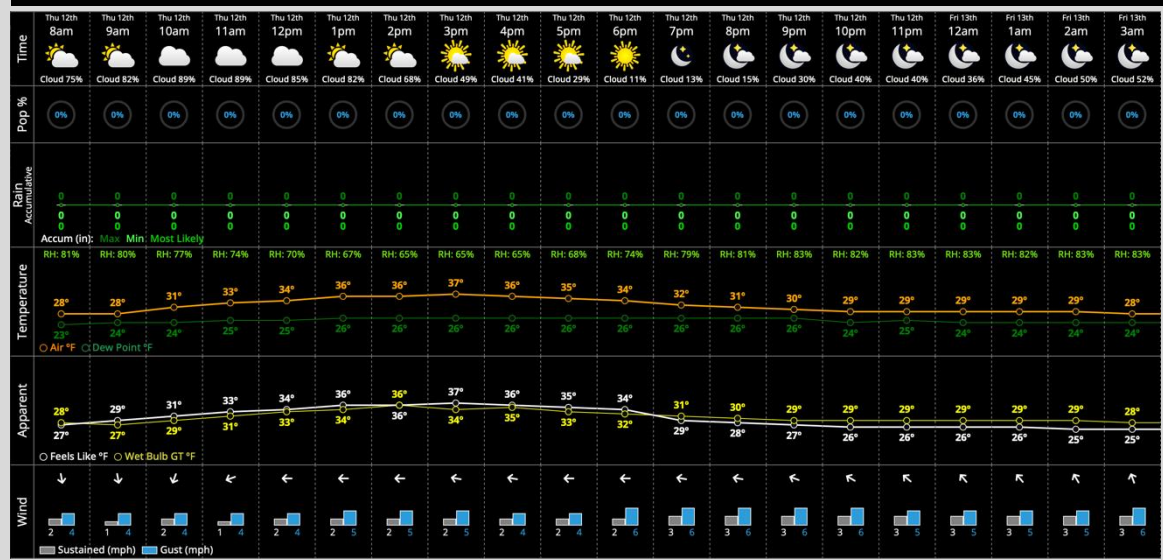 Time
Thu 12th Thu 12th Thu 12th Thu 12th Thu 12th Thu 12th Thu 12th Thu 12th Thu 12th Thu 12th Thu 12th Thu 12th Thu 12th Thu 12th Thu 12th Thu 12th Fri 13th Fri 13th Fri 13th Fri 13th
8am 9am 10am 11am 12pm 1pm 2pm 3pm 4pm 5pm 6pm 7pm 8pm 9pm 10pm 11pm 12am 1am 2am 3am
Cloud 75% Cloud 82% Cloud 89% Cloud 89% Cloud 85% Cloud 82% Cloud 68% Cloud 49% Cloud 41% Cloud 29% Cloud 11% Cloud 13% Cloud 15% Cloud 30% Cloud 40% Cloud 40% Cloud 36% Cloud 45% Cloud 50% Cloud 52%
Pop %
0% 0% 0% 0% 0% 0% 0% 0% 0% 0% 0% 0% 0% 0% 0% 0% 0% 0% 0% 0%
Rain
Accumulative
0 0 0 0 0 0 0 0 0 0 0 0 0 0 0 0 0 0 0 0
0 0 0 0 0 0 0 0 0 0 0 0 0 0 0 0 0 0 0 0
0 0 0 0 0 0 0 0 0 0 0 0 0 0 0 0 0 0 0 0
Accum (in): Max Min Most Likely
Temperature
RH: 81% RH: 80% RH: 77% RH: 74% RH: 70% RH: 67% RH: 65% RH: 65% RH: 65% RH: 68% RH: 74% RH: 79% RH: 81% RH: 83% RH: 82% RH: 83% RH: 83% RH: 82% RH: 83% RH: 83%
28° 28° 31° 33° 34° 36° 36° 37° 36° 35° 34° 32° 31° 30° 29° 29° 29° 29° 29° 28°
23° 24° 24° 25° 25° 26° 26° 26° 26° 26° 26° 26° 26° 26° 24° 25° 24° 24° 24° 24°
Air °F Dew Point °F
Apparent
28° 29° 31° 33° 34° 36° 36° 37° 36° 35° 34° 31° 30° 29° 29° 29° 29° 29° 29° 28°
27° 27° 29° 31° 33° 34° 36° 34° 35° 33° 32° 29° 28° 27° 26° 26° 26° 26° 25° 25°
Feels Like °F Wet Bulb GT °F
Wind
2 4 1 4 2 4 1 4 2 4 2 5 2 5 2 4 2 4 2 4 2 6 3 6 3 6 3 6 3 6 3 5 3 5 3 5 3 5 3 6
Sustained (mph) Gust (mph)